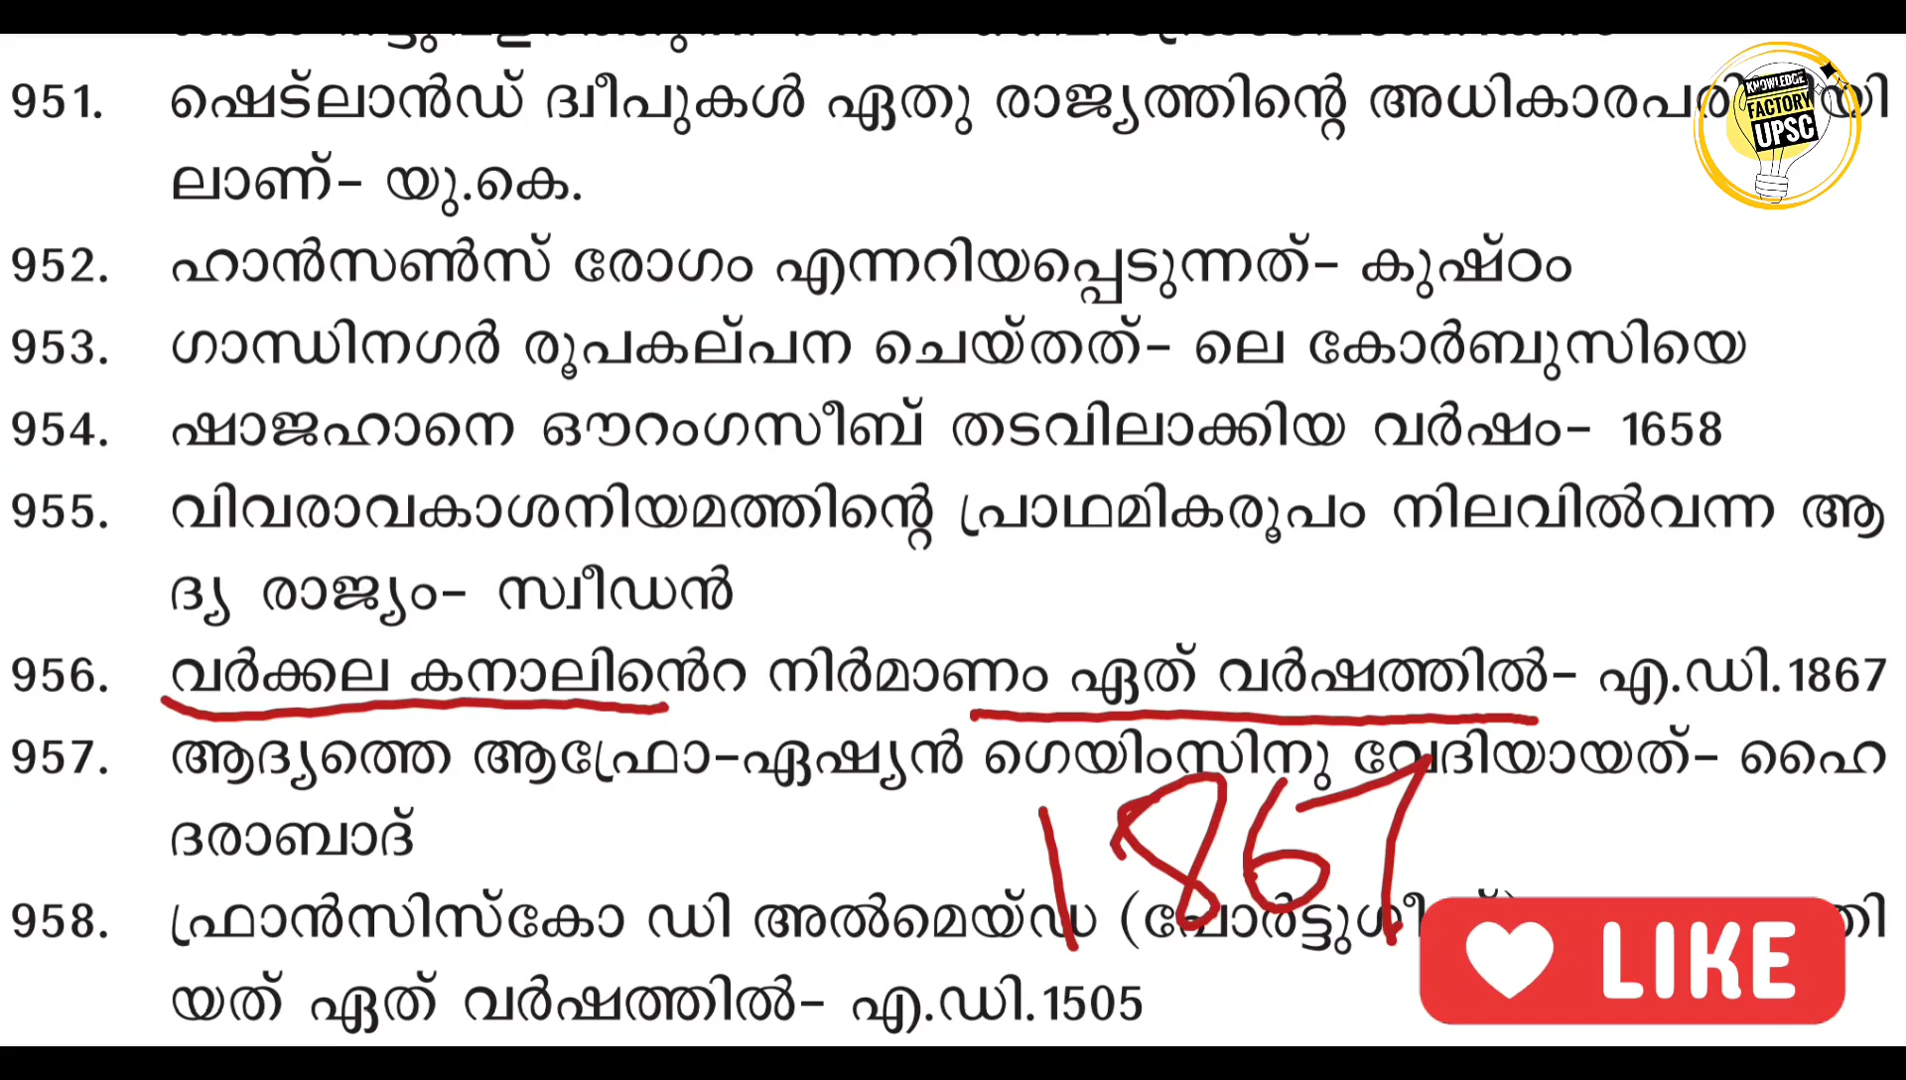 951. ഷെട്ലാൻഡ് ദ്വീപുകൾ ഏതു രാജ്യത്തിന്റെ
KNOWLEDGE
FACTORY
UPSC
ലാണ്- യു.കെ.
952. ഹാൻസൺസ് രോഗം എന്നറിയപ്പെടുന്നത്- കുഷ്ഠം
953. ഗാന്ധിനഗർ രൂപകല്പന ചെയ്തത്- ലെ കോർബുസിയെ
954. ഷാജഹാനെ ഔറംഗസീബ് തടവിലാക്കിയ വർഷം- 1658
955. വിവരാവകാശനിയമത്തിന്റെ പ്രാഥമികരൂപം നിലവിൽവന്ന ആ
ദ്യ രാജ്യം- സ്വീഡൻ
956. വർക്കല കനാലിൻെറ നിർമാണം ഏത് വർഷത്തിൽ- എ.ഡി.1867
957. ആദ്യത്തെ ആഫ്രോ-ഏഷ്യൻ ഗെയിംസിനു വേദിയായത്- ഹൈ
ദരാബാദ്
1867
958. ഫ്രാൻസിസ്കോ ഡി അൽമെയ്ഡ
യത് ഏത് വർഷത്തിൽ- എ.ഡി.1505
LIKE